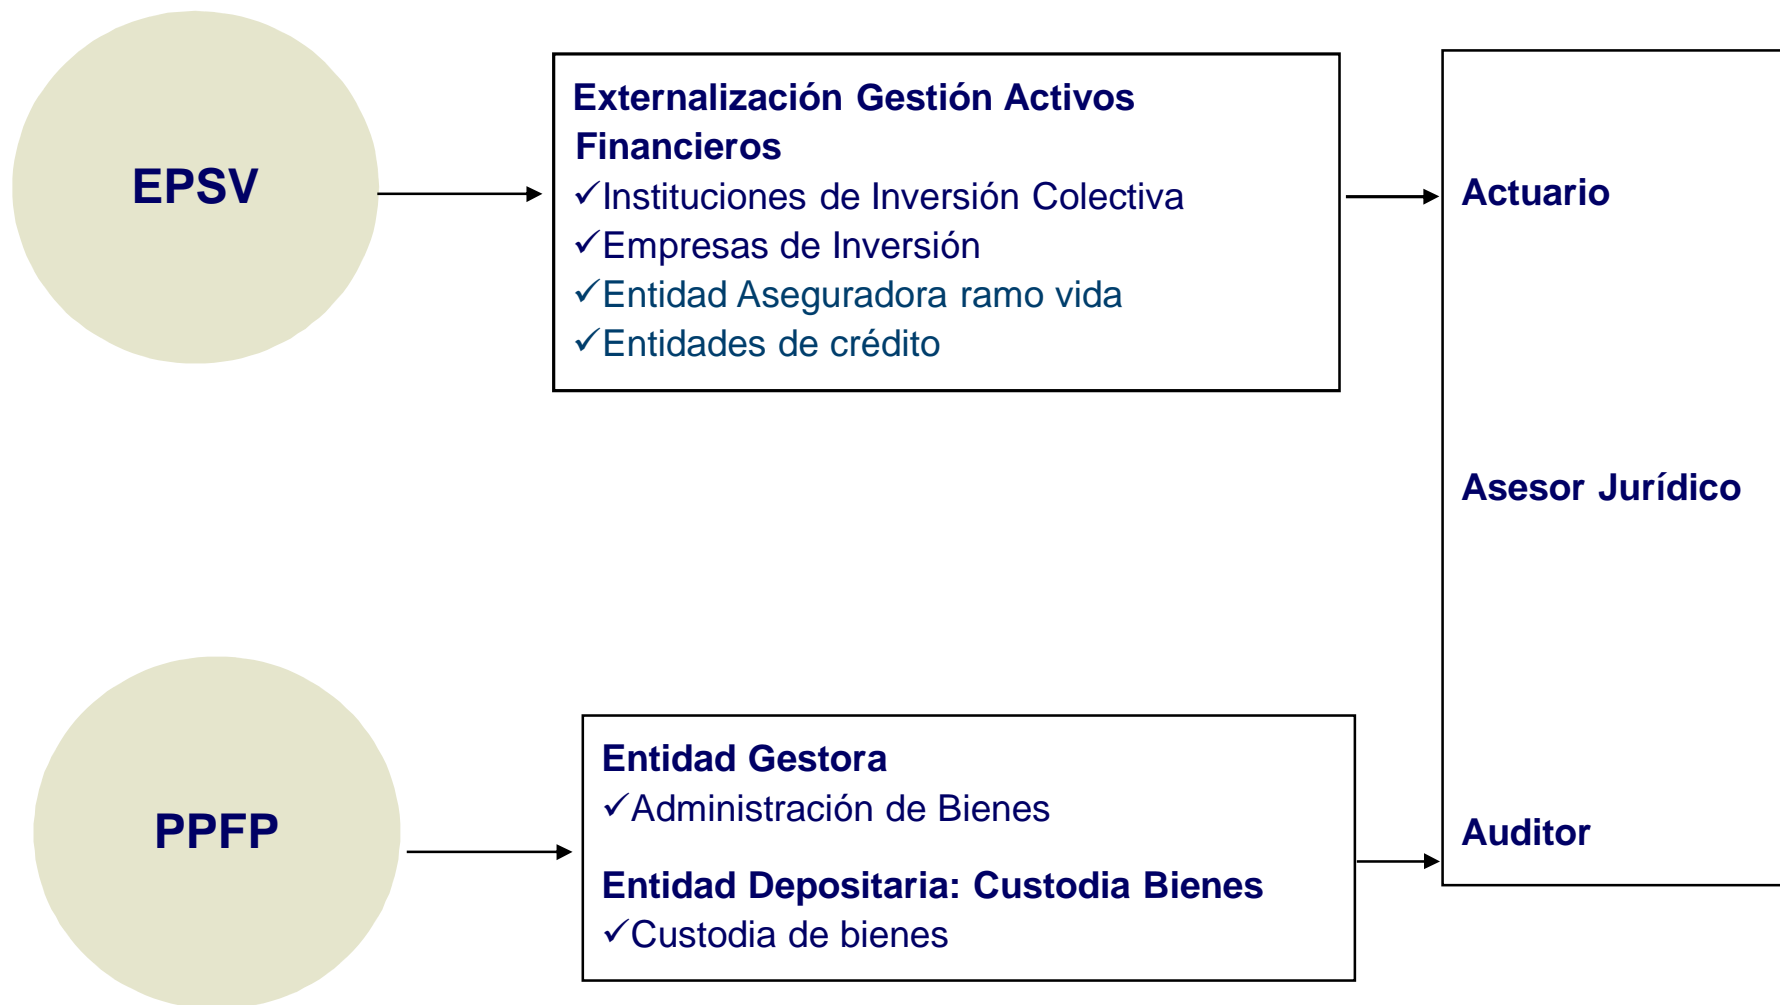 EPSV
Externalización Gestión Activos
Financieros
✓Instituciones de Inversión Colectiva
✓Empresas de Inversión
✓Entidad Aseguradora ramo vida
✓Entidades de crédito
Actuario
Asesor Jurídico
Auditor
PPFP
Entidad Gestora
✓Administración de Bienes
Entidad Depositaria: Custodia Bienes
✓Custodia de bienes